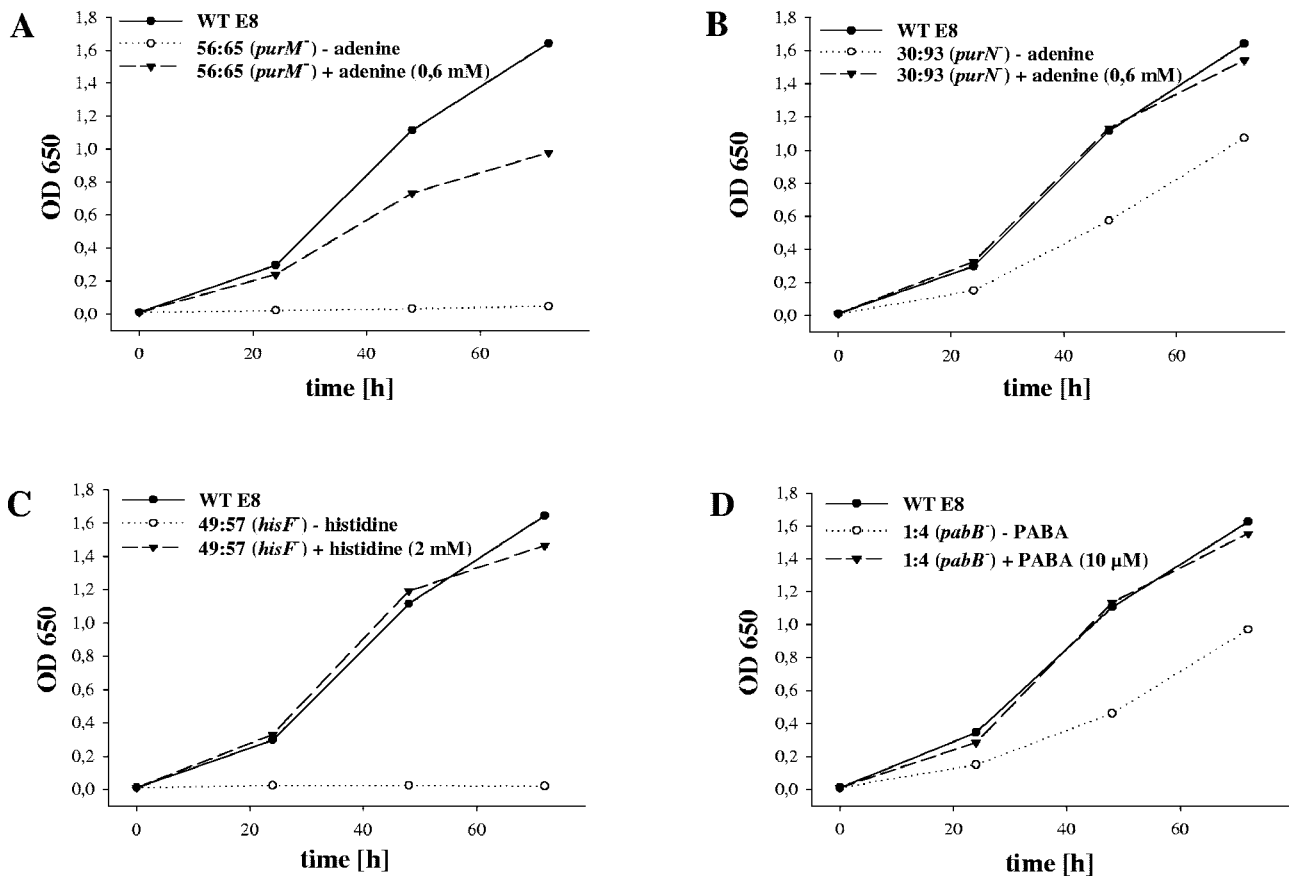 A
WT E8
56:65 (purM⁻) - adenine
56:65 (purM⁻) + adenine (0,6 mM)
OD 650
1,8
1,6
1,4
1,2
1,0
0,8
0,6
0,4
0,2
0,0
0 20 40 60
time [h]
B
WT E8
30:93 (purN⁻) - adenine
30:93 (purN⁻) + adenine (0,6 mM)
OD 650
1,8
1,6
1,4
1,2
1,0
0,8
0,6
0,4
0,2
0,0
0 20 40 60
time [h]
C
WT E8
49:57 (hisF⁻) - histidine
49:57 (hisF⁻) + histidine (2 mM)
OD 650
1,8
1,6
1,4
1,2
1,0
0,8
0,6
0,4
0,2
0,0
0 20 40 60
time [h]
D
WT E8
1:4 (pabB⁻) - PABA
1:4 (pabB⁻) + PABA (10 µM)
OD 650
1,8
1,6
1,4
1,2
1,0
0,8
0,6
0,4
0,2
0,0
0 20 40 60
time [h]